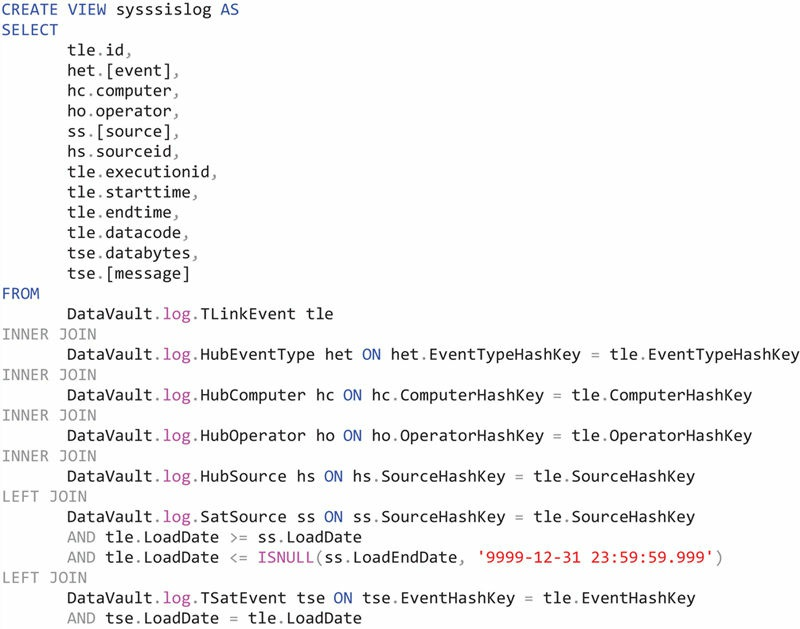 CREATE VIEW sysssislog AS
SELECT
tle.id,
het.[event],
hc.computer,
ho.operator,
ss.[source],
hs.sourceid,
tle.executionid,
tle.starttime,
tle.endtime,
tle.datacode,
tse.databytes,
tse.[message]
FROM
DataVault.log.TLinkEvent tle
INNER JOIN
DataVault.log.HubEventType het ON het.EventTypeHashKey = tle.EventTypeHashKey
INNER JOIN
DataVault.log.HubComputer hc ON hc.ComputerHashKey = tle.ComputerHashKey
INNER JOIN
DataVault.log.HubOperator ho ON ho.OperatorHashKey = tle.OperatorHashKey
INNER JOIN
DataVault.log.HubSource hs ON hs.SourceHashKey = tle.SourceHashKey
LEFT JOIN
DataVault.log.SatSource ss ON ss.SourceHashKey = tle.SourceHashKey
AND tle.LoadDate >= ss.LoadDate
AND tle.LoadDate <= ISNULL(ss.LoadEndDate, '9999-12-31 23:59:59.999')
LEFT JOIN
DataVault.log.TSatEvent tse ON tse.EventHashKey = tle.EventHashKey
AND tse.LoadDate = tle.LoadDate